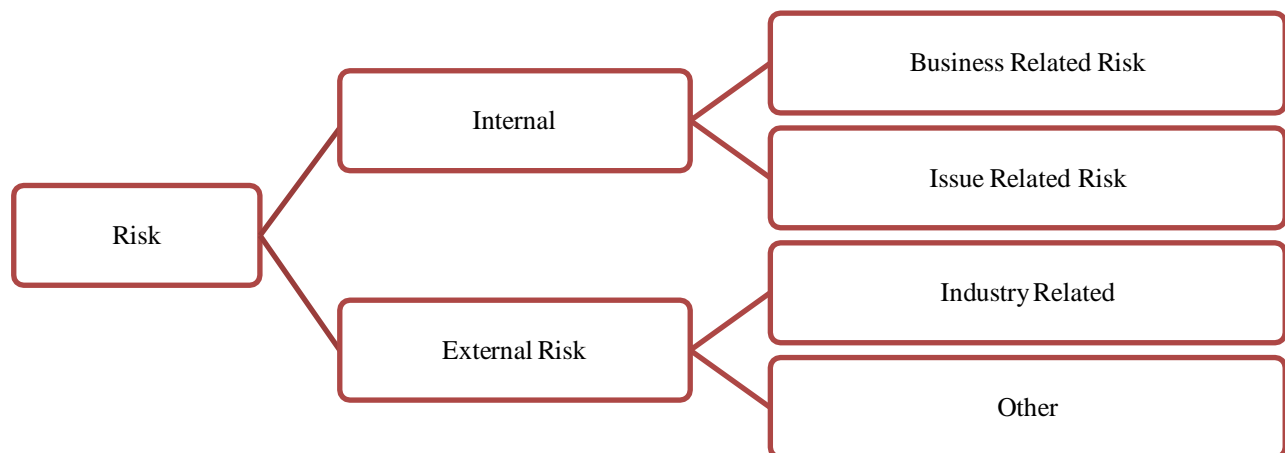 Business Related Risk
Internal
Issue Related Risk
Risk
Industry Related
External Risk
Other